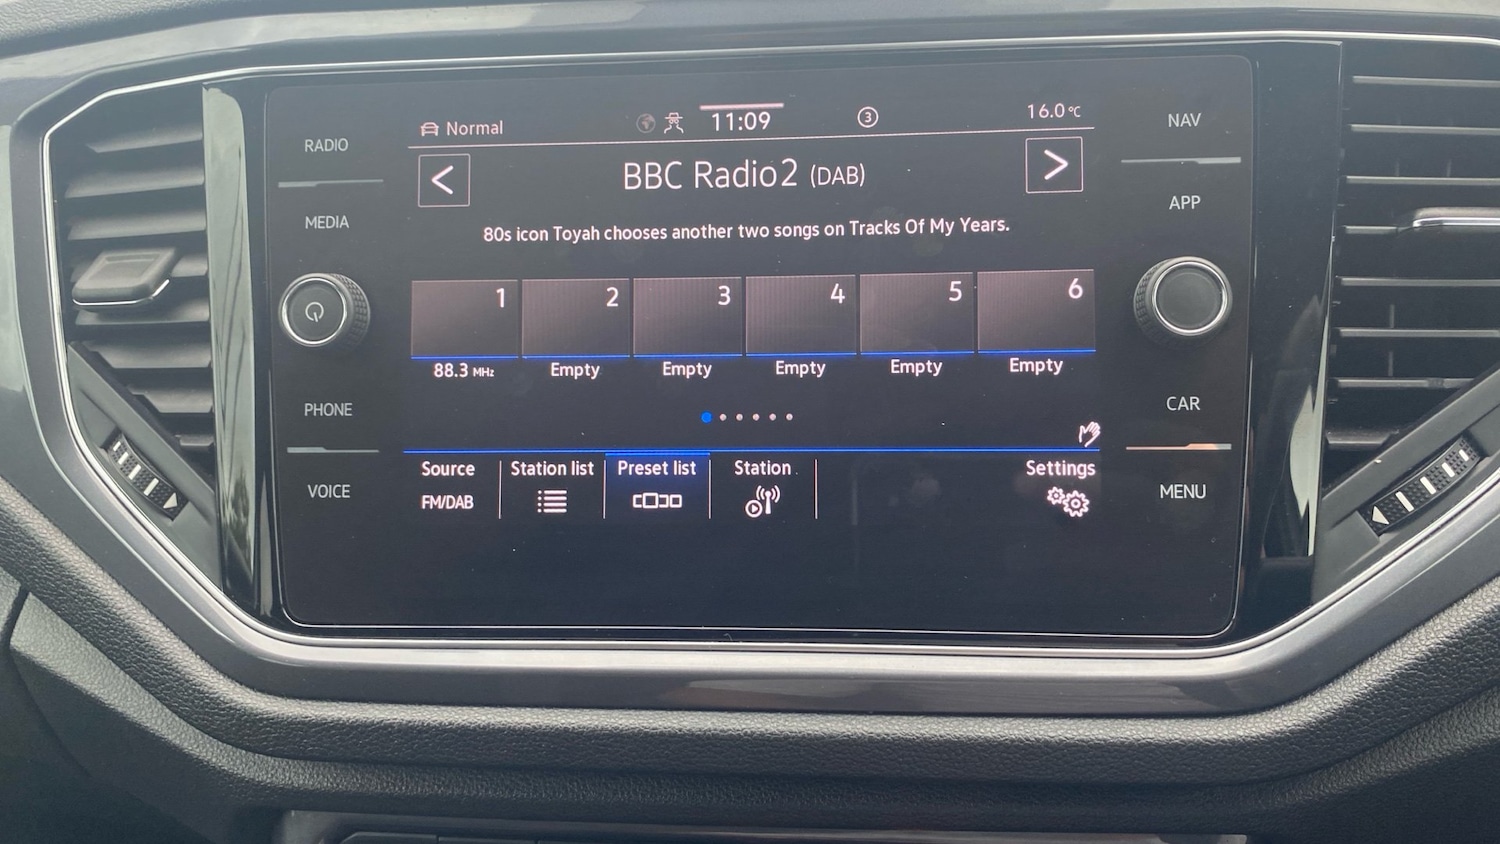 RADIO
MEDIA
PHONE
VOICE
Normal
11:09
3
16.0°C
BBC Radio2 (DAB)
80s icon Toyah chooses another two songs on Tracks Of My Years.
1 2 3 4 5 6
88.3 MHz Empty Empty Empty Empty Empty
Source Station list Preset list Station Settings
FM/DAB
NAV
APP
CAR
MENU